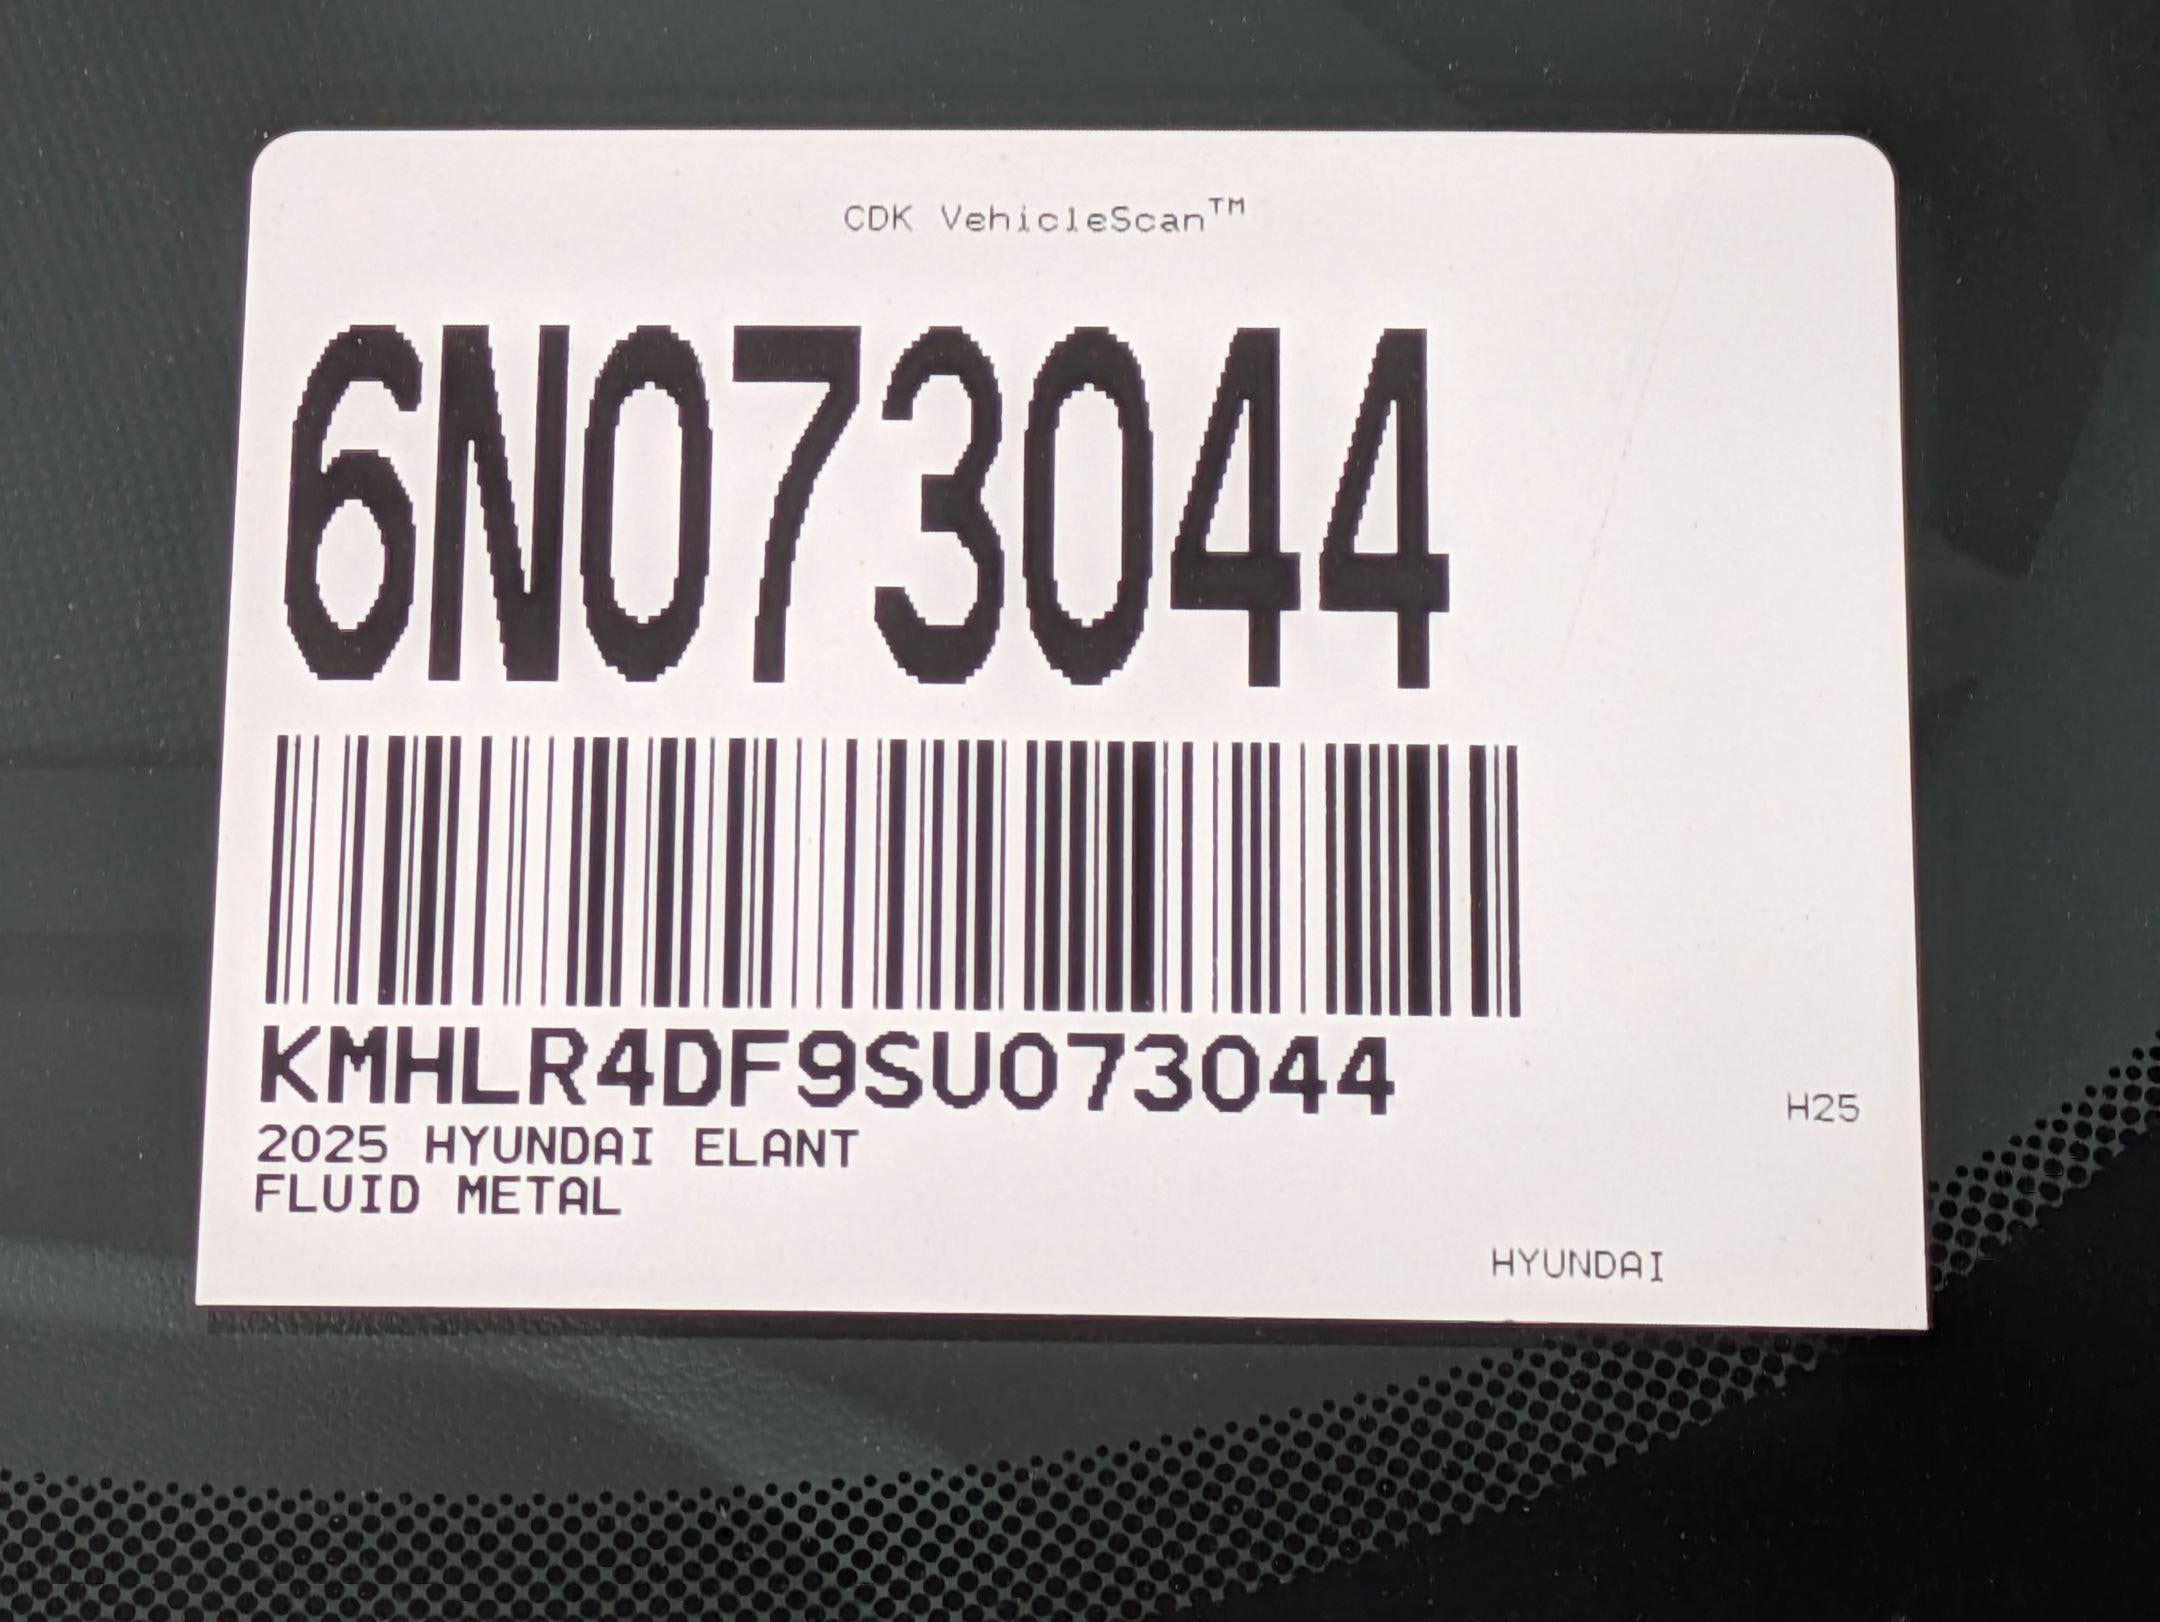 CDK VehicleScan™
6N073044
KMHLR4DF9SU073044
H25
2025 HYUNDAI ELANT
FLUID METAL
HYUNDAI